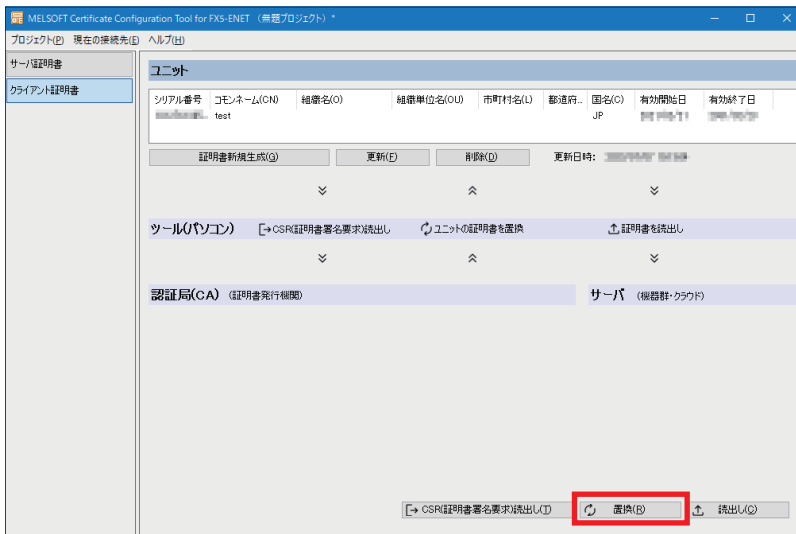 MELSOFT Certificate Configuration Tool for FX5-ENET （無題プロジェクト）*
プロジェクト(P) 現在の接続先(E) ヘルプ(H)
サーバ証明書
クライアント証明書
ユニット
シリアル番号 コモンネーム(CN) 組織名(O) 組織単位名(OU) 市町村名(L) 都道府... 国名(C) 有効開始日 有効終了日
test JP
証明書新規生成(G) 更新(F) 削除(D) 更新日時:
ツール(パソコン) CSR(証明書署名要求)読出し ユニットの証明書を置換 証明書を読出し
認証局(CA) (証明書発行機関) サーバ (機器群・クラウド)
CSR(証明書署名要求)読出し(T) 置換(R) 読出し(C)